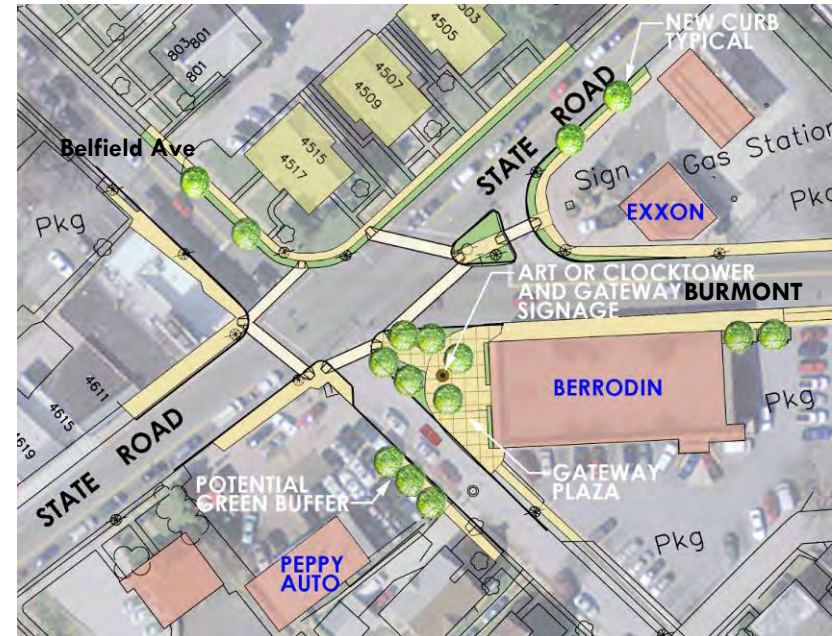 NEW CURB
TYPICAL
503
4505
803
801
801
4507
4509
STATE ROAD
Belfield Ave
4515
4517
Sign
Gas Station
Pkg
EXXON
Pkg
ART OR CLOCKTOWER
AND GATEWAY
SIGNAGE
BURMONT
BERRODIN
4611
4615
4619
Pkg
STATE ROAD
POTENTIAL
GREEN BUFFER
GATEWAY
PLAZA
Pkg
PEPPY
AUTO